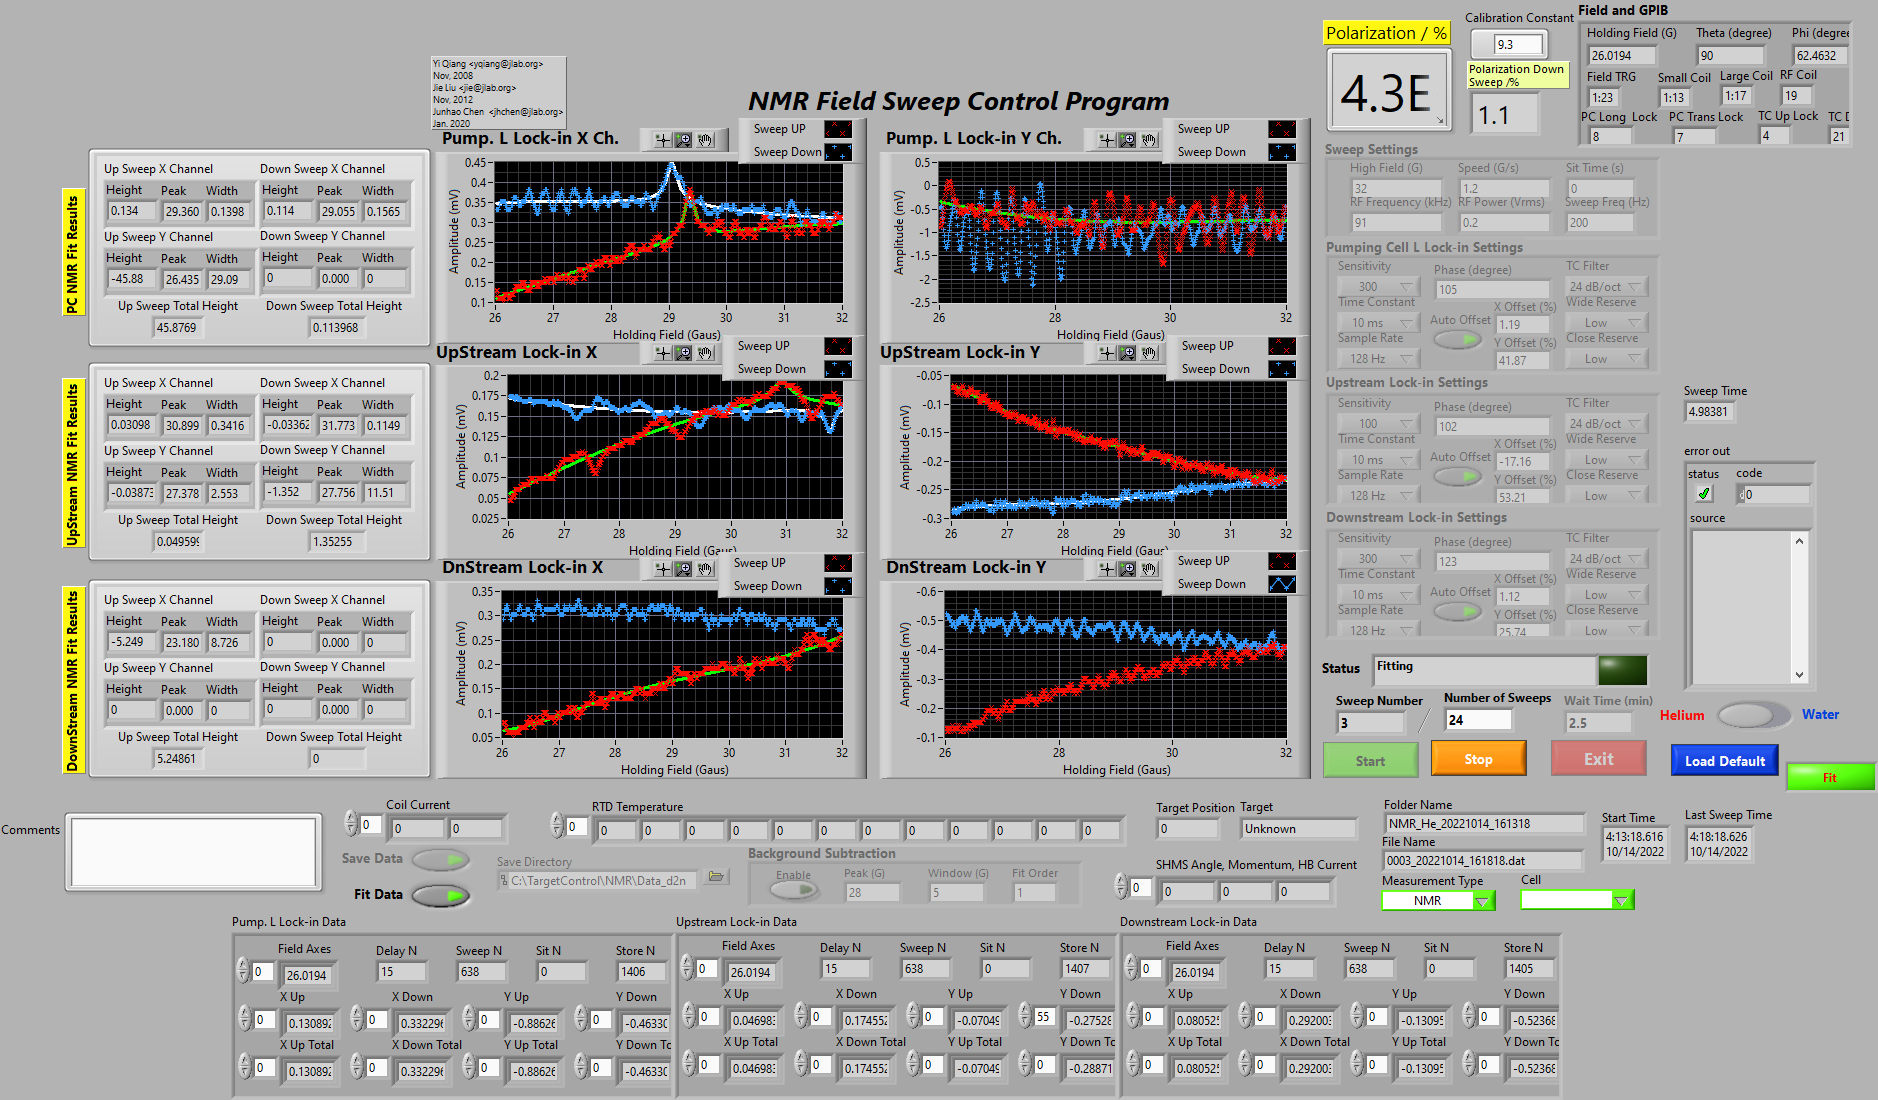 Yi Qiang <yqiang@jlab.org>
Nov, 2008
Jie Liu <jie@jlab.org>
Nov, 2012
Junhao Chen <jhchen@jlab.org>
Jan. 2020
NMR Field Sweep Control Program
Polarization / %
4.3E
Calibration Constant
9.3
Polarization Down
Sweep /%
1.1
Field and GPIB
Holding Field (G) Theta (degree) Phi (degree
26.0194 90 62.4632
Field TRG Small Coil Large Coil RF Coil
1:23 1:13 1:17 19
PC Long Lock PC Trans Lock TC Up Lock TC D
8 7 4 21
PC NMR Fit Results
Up Sweep X Channel Down Sweep X Channel
Height Peak Width Height Peak Width
0.134 29.360 0.1398 0.114 29.055 0.1565
Up Sweep Y Channel Down Sweep Y Channel
Height Peak Width Height Peak Width
-45.88 26.435 29.09 0 0.000 0
Up Sweep Total Height Down Sweep Total Height
45.8769 0.113968
UpStream NMR Fit Results
Up Sweep X Channel Down Sweep X Channel
Height Peak Width Height Peak Width
0.03098 30.899 0.3416 -0.03362 31.773 0.1149
Up Sweep Y Channel Down Sweep Y Channel
Height Peak Width Height Peak Width
-0.03873 27.378 2.553 -1.352 27.756 11.51
Up Sweep Total Height Down Sweep Total Height
0.049599 1.35255
DownStream NMR Fit Results
Up Sweep X Channel Down Sweep X Channel
Height Peak Width Height Peak Width
-5.249 23.180 8.726 0 0.000 0
Up Sweep Y Channel Down Sweep Y Channel
Height Peak Width Height Peak Width
0 0.000 0 0 0.000 0
Up Sweep Total Height Down Sweep Total Height
5.24861 0
Pump. L Lock-in X Ch.
Sweep UP
Sweep Down
Amplitude (mV)
0.45
0.4
0.35
0.3
0.25
0.2
0.15
0.1
26 27 28 29 30 31 32
Holding Field (Gaus)
Pump. L Lock-in Y Ch.
Sweep UP
Sweep Down
Amplitude (mV)
0.5
0
-0.5
-1
-1.5
-2
-2.5
26 28 30 32
Holding Field (Gaus)
UpStream Lock-in X
Sweep UP
Sweep Down
Amplitude (mV)
0.2
0.175
0.15
0.125
0.1
0.075
0.05
0.025
26 27 28 29 30 31 32
Holding Field (Gaus)
UpStream Lock-in Y
Sweep UP
Sweep Down
Amplitude (mV)
-0.05
-0.1
-0.15
-0.2
-0.25
-0.3
26 27 28 29 30 31 32
Holding Field (Gaus)
DnStream Lock-in X
Sweep UP
Sweep Down
Amplitude (mV)
0.35
0.3
0.25
0.2
0.15
0.1
0.05
26 27 28 29 30 31 32
Holding Field (Gaus)
DnStream Lock-in Y
Sweep UP
Sweep Down
Amplitude (mV)
-0.6
-0.5
-0.4
-0.3
-0.2
-0.1
26 28 30 32
Holding Field (Gaus)
Sweep Settings
High Field (G) Speed (G/s) Sit Time (s)
32 1.2 0
RF Frequency (kHz) RF Power (Vrms) Sweep Freq (Hz)
91 0.2 200
Pumping Cell L Lock-in Settings
Sensitivity Phase (degree) TC Filter
300 105 24 dB/oct
Time Constant X Offset (%) Wide Reserve
10 ms Auto Offset 1.19 Low
Sample Rate Y Offset (%) Close Reserve
128 Hz 41.87 Low
Upstream Lock-in Settings
Sensitivity Phase (degree) TC Filter
100 102 24 dB/oct
Time Constant X Offset (%) Wide Reserve
10 ms Auto Offset -17.16 Low
Sample Rate Y Offset (%) Close Reserve
128 Hz 53.21 Low
Downstream Lock-in Settings
Sensitivity Phase (degree) TC Filter
300 123 24 dB/oct
Time Constant X Offset (%) Wide Reserve
10 ms Auto Offset 1.12 Low
Sample Rate Y Offset (%) Close Reserve
128 Hz 25.74 Low
Sweep Time
4.98381
error out
status code
0
source
Status Fitting
Sweep Number Number of Sweeps Wait Time (min)
3 / 24 2.5
Helium Water
Start Stop Exit Load Default Fit
Comments
Coil Current
0 0 0
Save Data
Fit Data
RTD Temperature
0 0 0 0 0 0 0 0 0 0 0 0 0
Save Directory
C:\TargetControl\NMR\Data_d2n
Background Subtraction
Enable Peak (G) Window (G) Fit Order
28 5 1
Target Position Target
0 Unknown
SHMS Angle, Momentum, HB Current
0 0 0 0
Folder Name
NMR_He_20221014_161318
File Name
0003_20221014_161818.dat
Measurement Type Cell
NMR
Start Time
4:13:18.616
10/14/2022
Last Sweep Time
4:18:18.626
10/14/2022
Pump. L Lock-in Data
Field Axes Delay N Sweep N Sit N Store N
0 26.0194 15 638 0 1406
X Up X Down Y Up Y Down
0 0.130892 0 0.332296 0 -0.88626 0 -0.46330
X Up Total X Down Total Y Up Total Y Down To
0 0.130892 0 0.332296 0 -0.88626 0 -0.46330
Upstream Lock-in Data
Field Axes Delay N Sweep N Sit N Store N
0 26.0194 15 638 0 1407
X Up X Down Y Up Y Down
0 0.046983 0 0.174552 0 -0.07049 55 -0.27528
X Up Total X Down Total Y Up Total Y Down To
0 0.046983 0 0.174552 0 -0.07049 0 -0.28871
Downstream Lock-in Data
Field Axes Delay N Sweep N Sit N Store N
0 26.0194 15 638 0 1405
X Up X Down Y Up Y Down
0 0.080525 0 0.292003 0 -0.13095 0 -0.52368
X Up Total X Down Total Y Up Total Y Down To
0 0.080525 0 0.292003 0 -0.13095 0 -0.52368